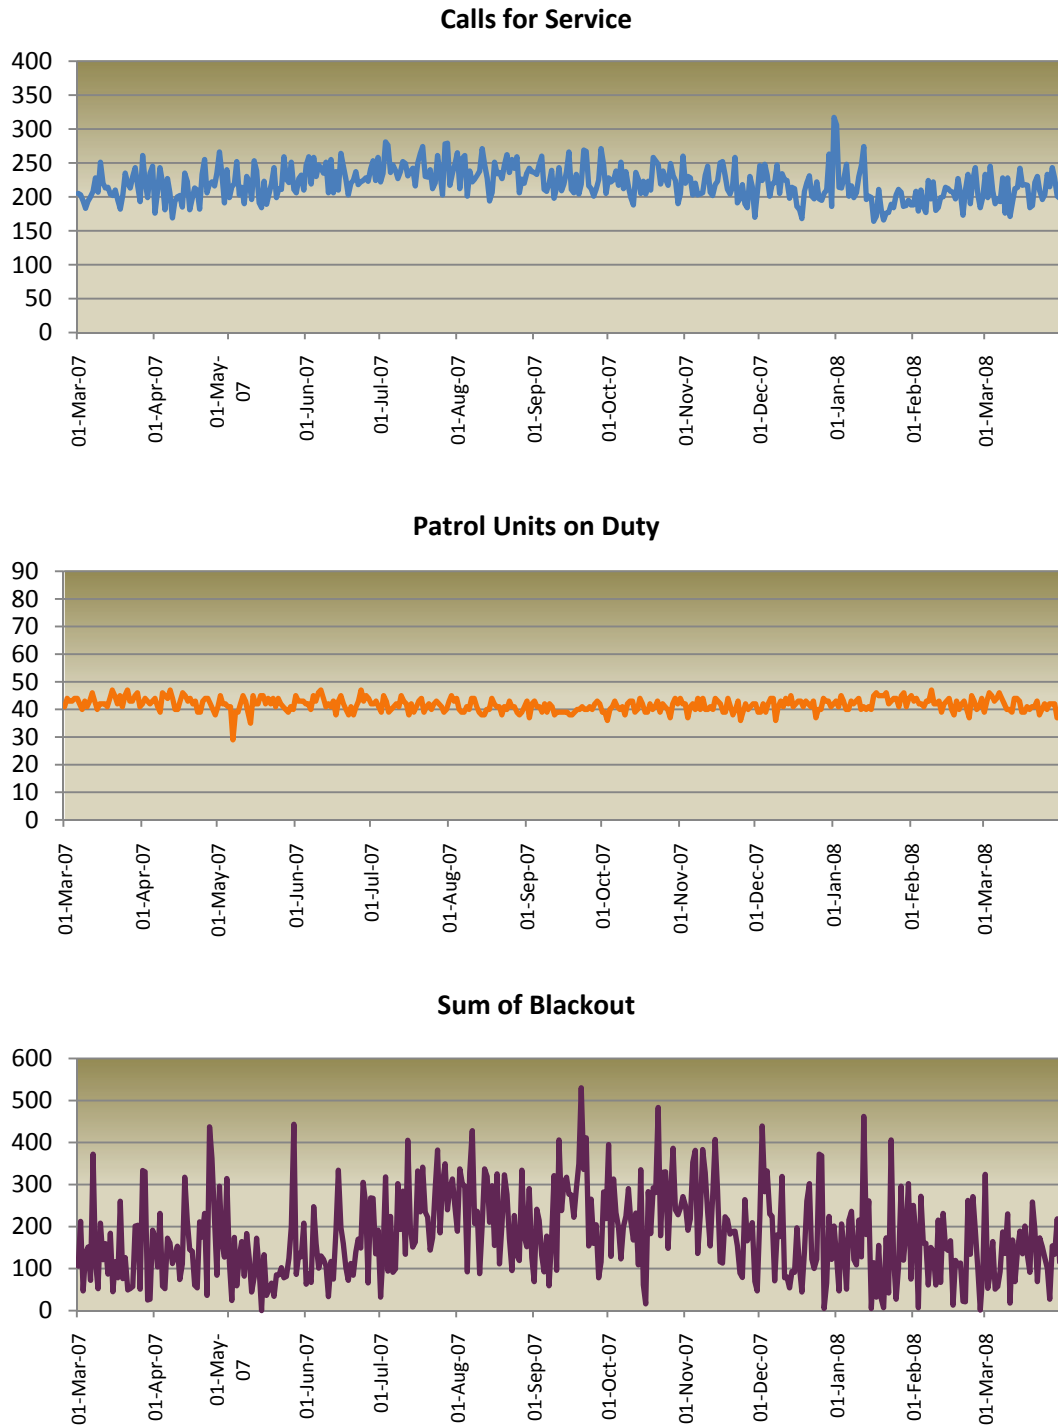 Calls for Service
400
350
300
250
200
150
100
50
0
01-Mar-07
01-Apr-07
01-May-
07
01-Jun-07
01-Jul-07
01-Aug-07
01-Sep-07
01-Oct-07
01-Nov-07
01-Dec-07
01-Jan-08
01-Feb-08
01-Mar-08
Patrol Units on Duty
90
80
70
60
50
40
30
20
10
0
01-Mar-07
01-Apr-07
01-May-07
01-Jun-07
01-Jul-07
01-Aug-07
01-Sep-07
01-Oct-07
01-Nov-07
01-Dec-07
01-Jan-08
01-Feb-08
01-Mar-08
Sum of Blackout
600
500
400
300
200
100
0
01-Mar-07
01-Apr-07
01-May-
07
01-Jun-07
01-Jul-07
01-Aug-07
01-Sep-07
01-Oct-07
01-Nov-07
01-Dec-07
01-Jan-08
01-Feb-08
01-Mar-08